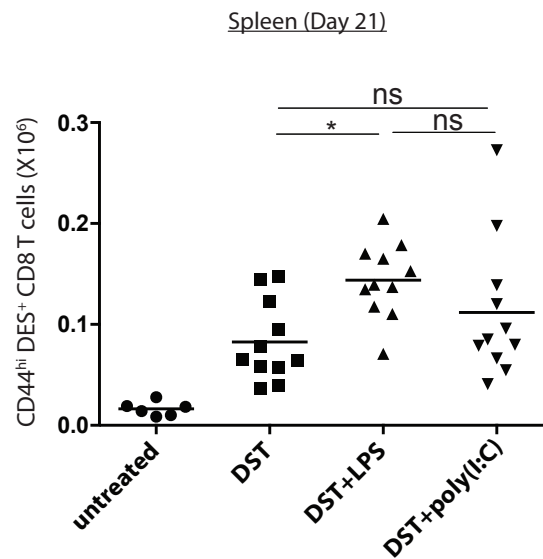 Spleen (Day 21)
ns
* ns
CD44ʰⁱ DES⁺ CD8 T cells (X10⁶)
0.3
0.2
0.1
0.0
untreated
DST
DST+LPS
DST+poly(I:C)